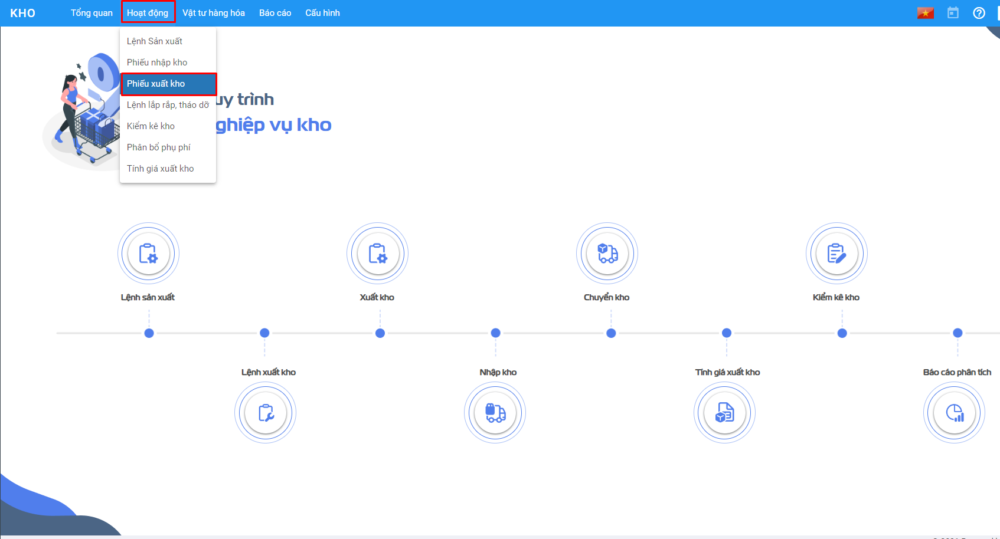 KHO Tổng quan Hoạt động Vật tư hàng hóa Báo cáo Cấu hình
Lệnh Sản xuất
Phiếu nhập kho
Phiếu xuất kho
Lệnh lắp rắp, tháo dỡ
Kiểm kê kho
Phân bổ phụ phí
Tính giá xuất kho
uy trình
ghiệp vụ kho
Lệnh sản xuất Xuất kho Chuyển kho Kiểm kê kho
Lệnh xuất kho Nhập kho Tính giá xuất kho Báo cáo phân tích